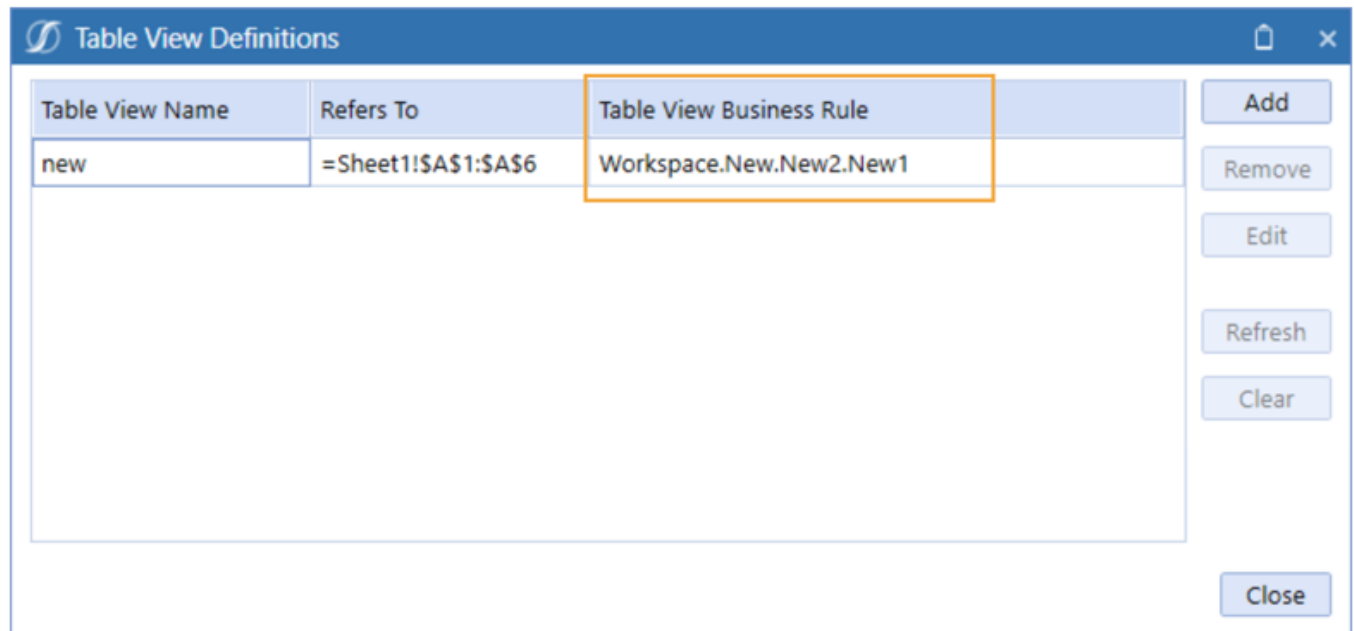 Table View Definitions
Table View Name Refers To Table View Business Rule
new =Sheet1!$A$1:$A$6 Workspace.New.New2.New1
Add
Remove
Edit
Refresh
Clear
Close